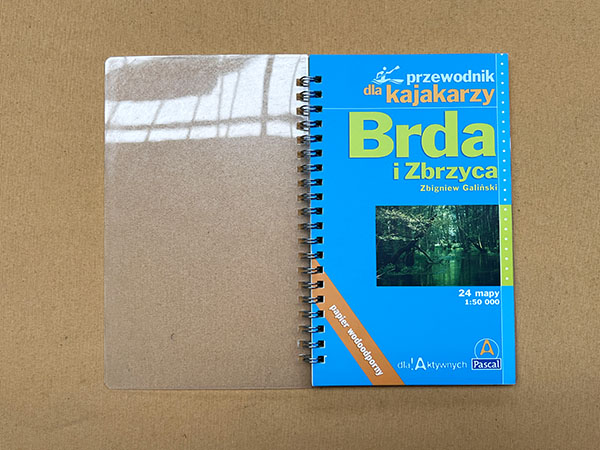 przewodnik
dla kajakarzy
Brda
i Zbrzyca
Zbigniew Galiński
24 mapy
1:50 000
papier wodoodporny
dla!Aktywnych
A
Pascal